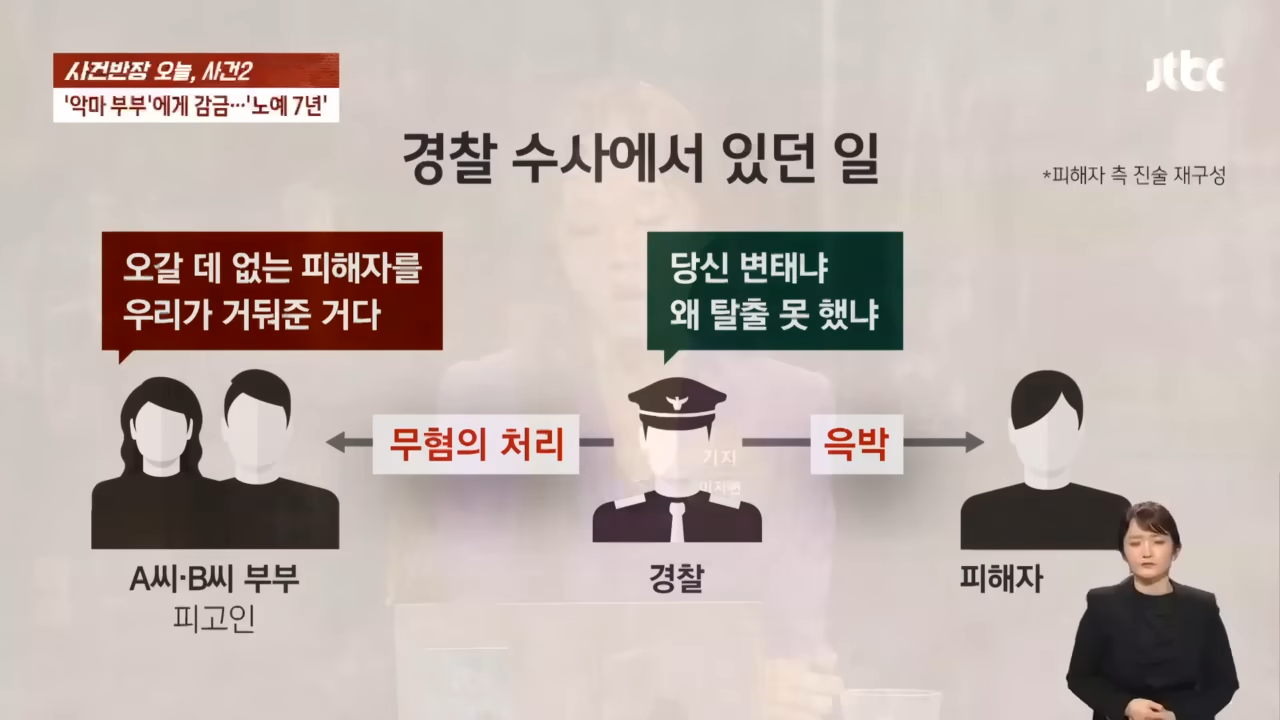 사건반장 오늘, 사건2
'악마 부부'에게 감금…'노예 7년'
jtbc
경찰 수사에서 있던 일
*피해자 측 진술 재구성
오갈 데 없는 피해자를
우리가 거둬준 거다
당신 변태냐
왜 탈출 못 했냐
무혐의 처리
윽박
기자
A씨·B씨 부부
피고인
경찰
피해자